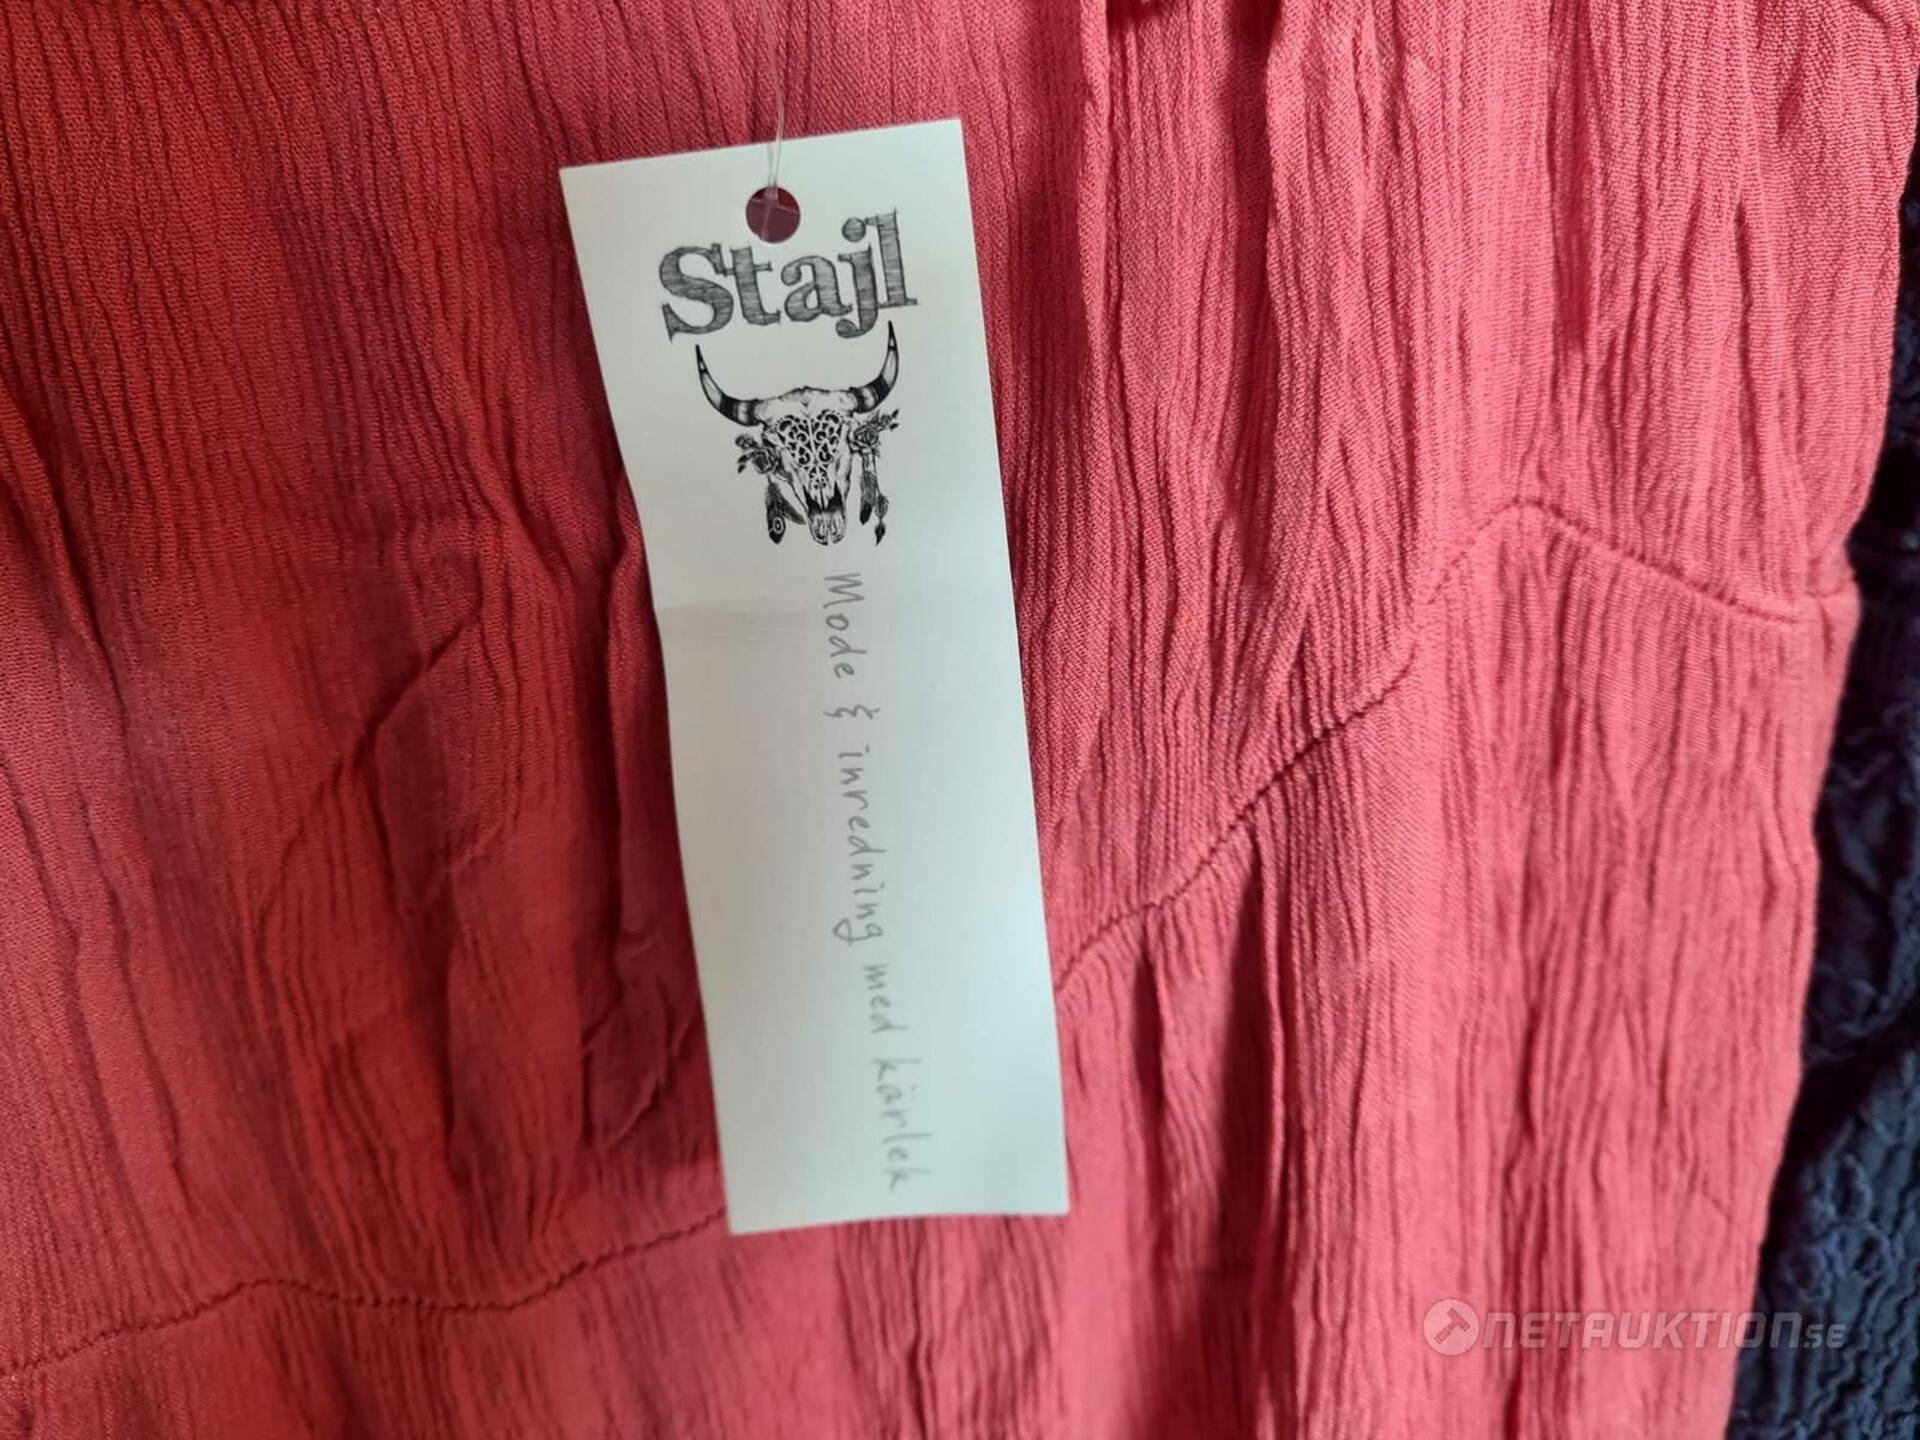 Stajl
Mode & inredning med kärlek
NETAUKTION.SE